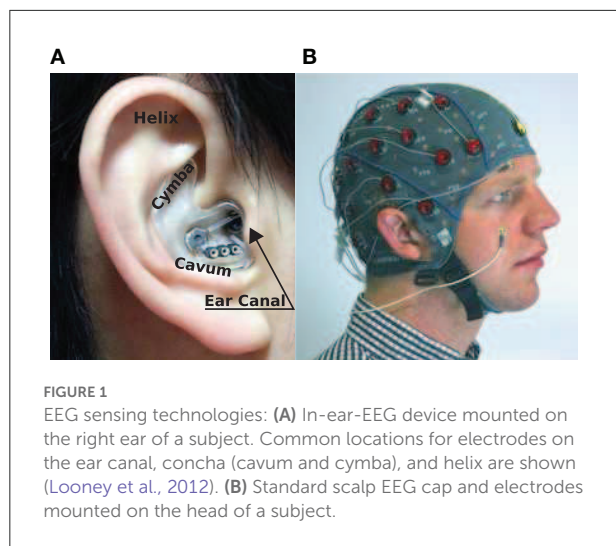 A
B
Helix
Cymba
Cavum
Ear Canal
FIGURE 1
EEG sensing technologies: (A) In-ear-EEG device mounted on
the right ear of a subject. Common locations for electrodes on
the ear canal, concha (cavum and cymba), and helix are shown
(Looney et al., 2012). (B) Standard scalp EEG cap and electrodes
mounted on the head of a subject.